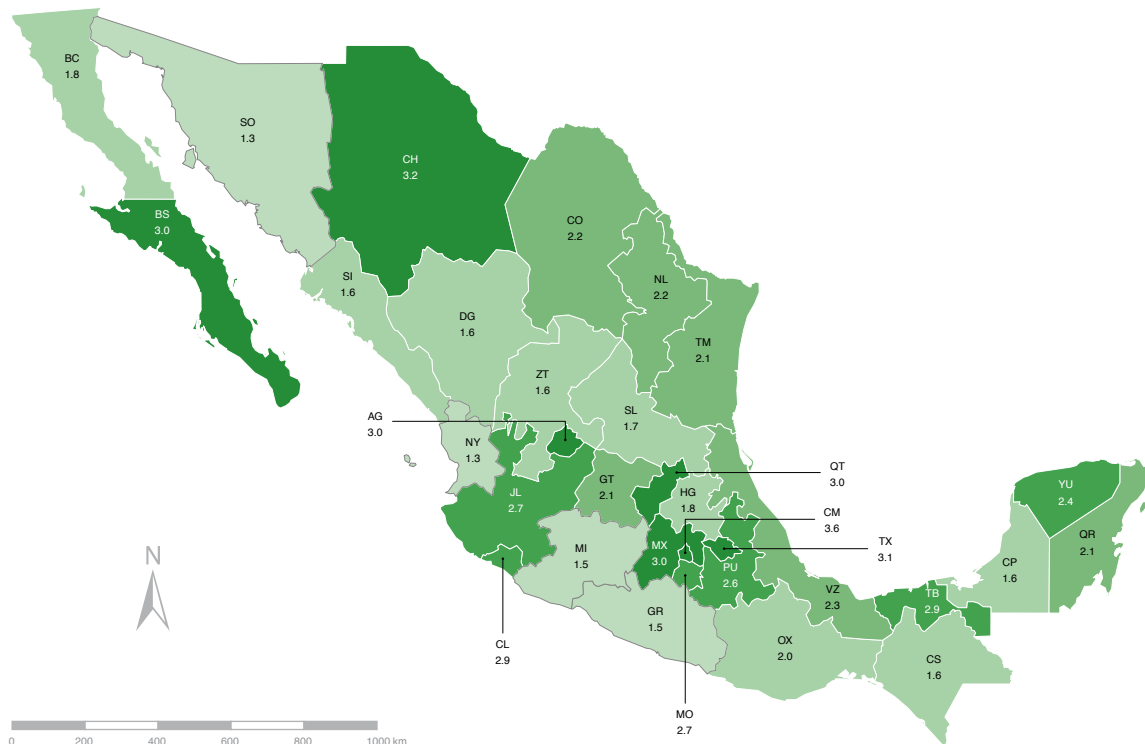 BC
1.8
SO
1.3
CH
3.2
BS
3.0
CO
2.2
SI
1.6
NL
2.2
DG
1.6
TM
2.1
ZT
1.6
SL
1.7
AG
3.0
NY
1.3
QT
3.0
JL
2.7
GT
2.1
HG
1.8
CM
3.6
YU
2.4
TX
3.1
QR
2.1
MI
1.5
MX
3.0
PU
2.6
CP
1.6
N
VZ
2.3
TB
2.9
GR
1.5
OX
2.0
CS
1.6
CL
2.9
MO
2.7
0 200 400 600 800 1000 km